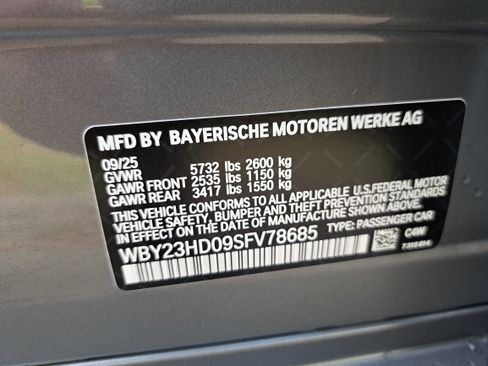 MFD BY BAYERISCHE MOTOREN WERKE AG
09/25
GVWR 5732 lbs 2600 kg
GAWR FRONT 2535 lbs 1150 kg
GAWR REAR 3417 lbs 1550 kg
THIS VEHICLE CONFORMS TO ALL APPLICABLE U.S.FEDERAL MOTOR
VEHICLE SAFETY, BUMPER AND THEFT PREVENTION STANDARDS
IN EFFECT ON THE DATE OF MANUFACTURE SHOWN ABOVE.
WBY23HD09SFV78685 TYPE: PASSENGER CAR
C4W